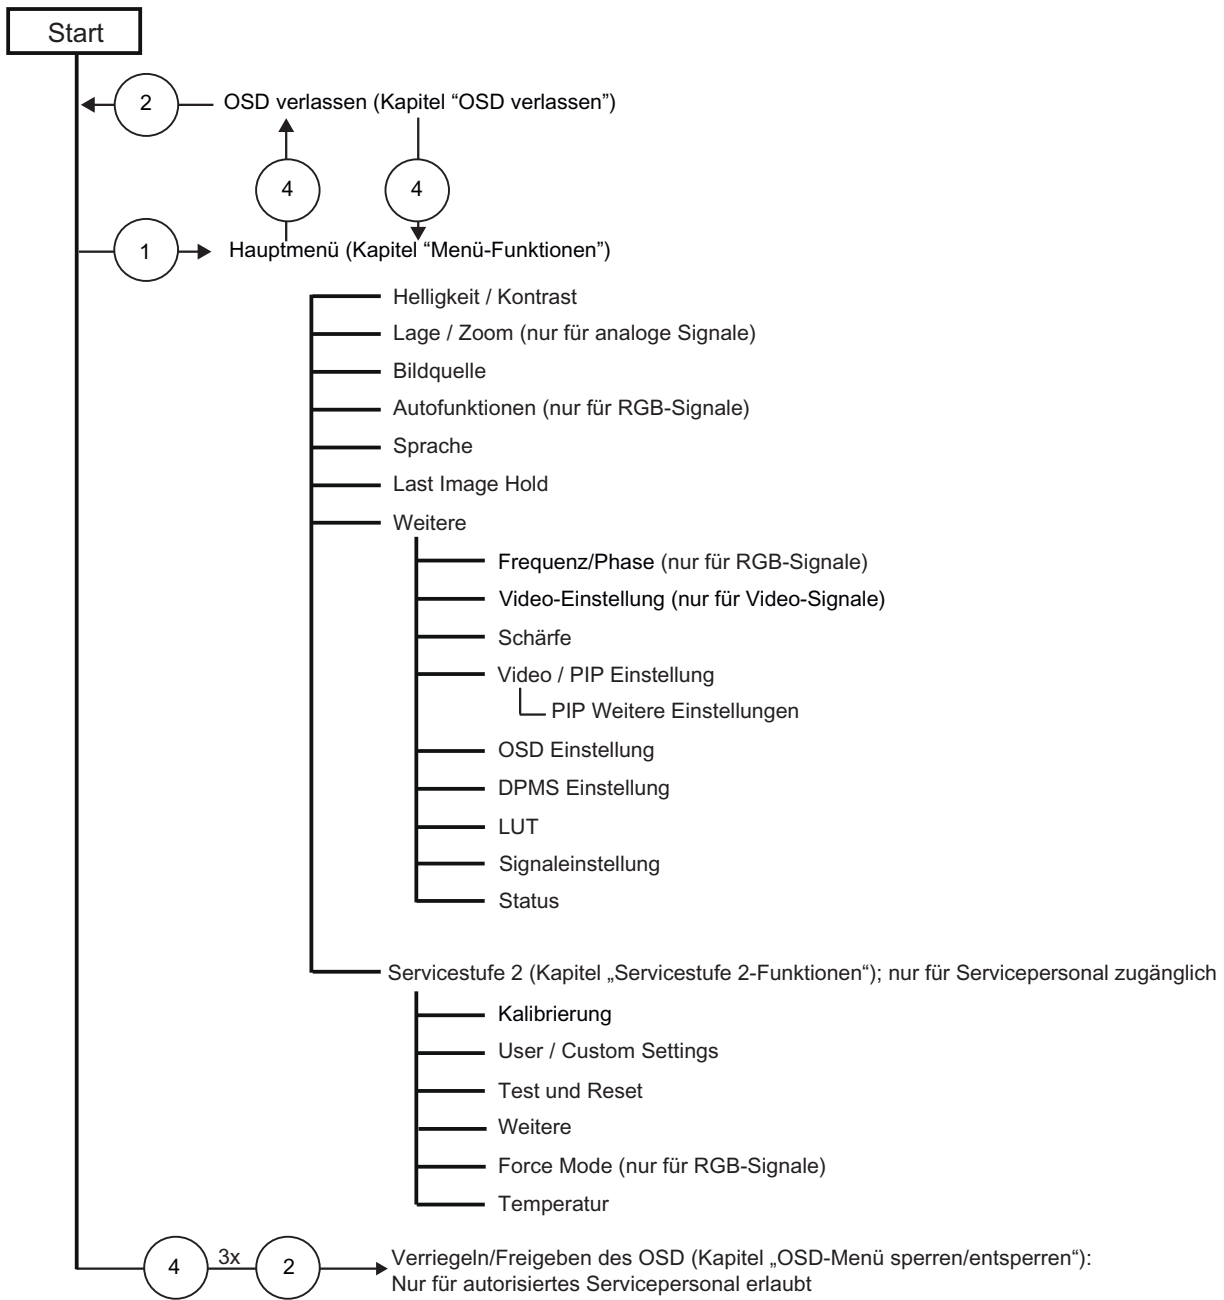 Start
2
OSD verlassen (Kapitel “OSD verlassen”)
4
4
1
Hauptmenü (Kapitel “Menü-Funktionen”)
Helligkeit / Kontrast
Lage / Zoom (nur für analoge Signale)
Bildquelle
Autofunktionen (nur für RGB-Signale)
Sprache
Last Image Hold
Weitere
Frequenz/Phase (nur für RGB-Signale)
Video-Einstellung (nur für Video-Signale)
Schärfe
Video / PIP Einstellung
PIP Weitere Einstellungen
OSD Einstellung
DPMS Einstellung
LUT
Signaleinstellung
Status
Servicestufe 2 (Kapitel „Servicestufe 2-Funktionen“); nur für Servicepersonal zugänglich
Kalibrierung
User / Custom Settings
Test und Reset
Weitere
Force Mode (nur für RGB-Signale)
Temperatur
4
3x
2
Verriegeln/Freigeben des OSD (Kapitel „OSD-Menü sperren/entsperren“):
Nur für autorisiertes Servicepersonal erlaubt